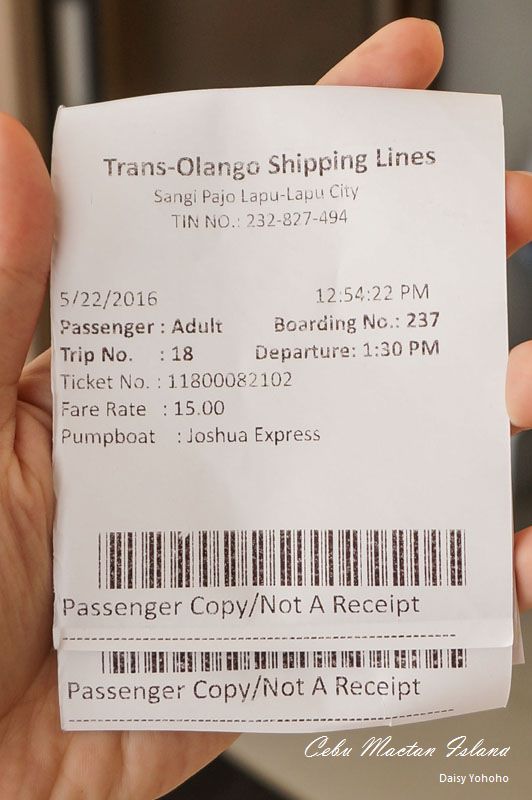 Trans-Olango Shipping Lines
Sangi Pajo Lapu-Lapu City
TIN NO.: 232-827-494
5/22/2016 12:54:22 PM
Passenger : Adult Boarding No.: 237
Trip No. : 18 Departure: 1:30 PM
Ticket No. : 11800082102
Fare Rate : 15.00
Pumpboat : Joshua Express
Passenger Copy/Not A Receipt
Passenger Copy/Not A Receipt
Cebu Mactan Island
Daisy Yohoho